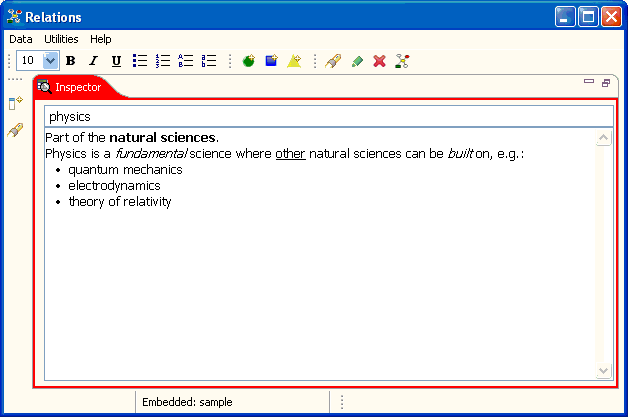 Relations
Data Utilities Help
10 B I U
Inspector
physics
Part of the natural sciences.
Physics is a fundamental science where other natural sciences can be built on, e.g.:
• quantum mechanics
• electrodynamics
• theory of relativity
Embedded: sample